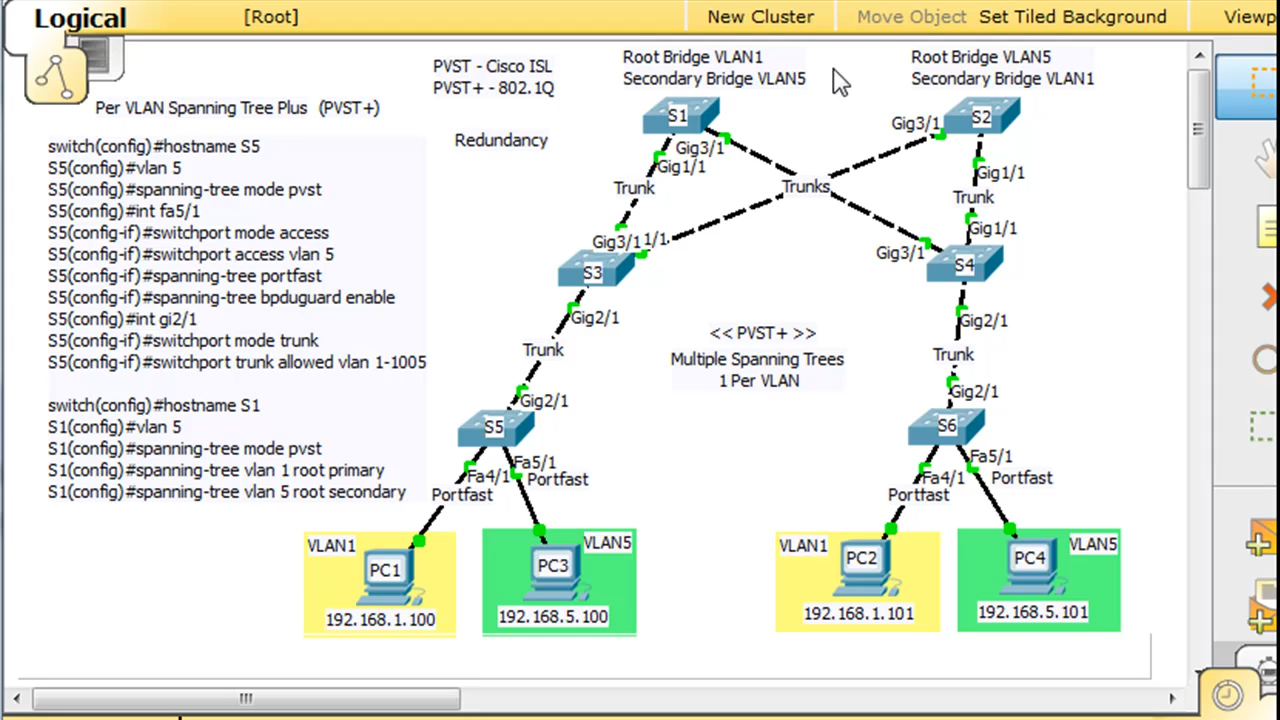 Logical
[Root]
New Cluster
Move Object
Set Tiled Background
Viewp
PVST - Cisco ISL
PVST+ - 802.1Q
Redundancy
Root Bridge VLAN1
Secondary Bridge VLAN5
Root Bridge VLAN5
Secondary Bridge VLAN1
Per VLAN Spanning Tree Plus (PVST+)
switch(config)#hostname S5
S5(config)#vlan 5
S5(config)#spanning-tree mode pvst
S5(config)#int fa5/1
S5(config-if)#switchport mode access
S5(config-if)#switchport access vlan 5
S5(config-if)#spanning-tree portfast
S5(config-if)#spanning-tree bpduguard enable
S5(config)#int gi2/1
S5(config-if)#switchport mode trunk
S5(config-if)#switchport trunk allowed vlan 1-1005
switch(config)#hostname S1
S1(config)#vlan 5
S1(config)#spanning-tree mode pvst
S1(config)#spanning-tree vlan 1 root primary
S1(config)#spanning-tree vlan 5 root secondary
S1
S2
Gig3/1
Gig1/1
Gig3/1
Gig1/1
Trunk
Trunks
Trunk
Gig3/1
1/1
Gig3/1
Gig1/1
S3
S4
Gig2/1
Gig2/1
<< PVST+ >>
Multiple Spanning Trees
1 Per VLAN
Trunk
Trunk
Gig2/1
Gig2/1
S5
S6
Fa4/1
Fa5/1
Portfast
Portfast
Fa4/1
Fa5/1
Portfast
Portfast
VLAN1
PC1
192.168.1.100
VLAN5
PC3
192.168.5.100
VLAN1
PC2
192.168.1.101
VLAN5
PC4
192.168.5.101